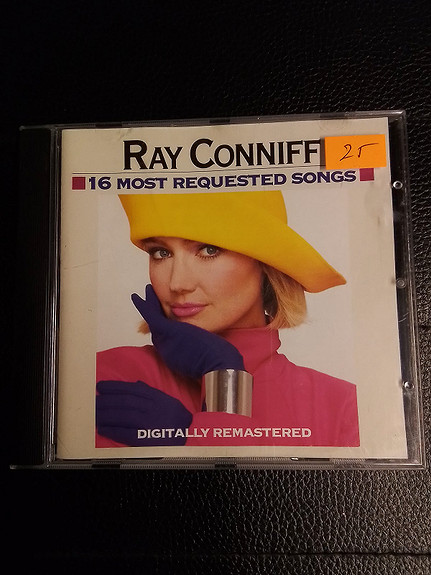 RAY CONNIFF
25
16 MOST REQUESTED SONGS
DIGITALLY REMASTERED